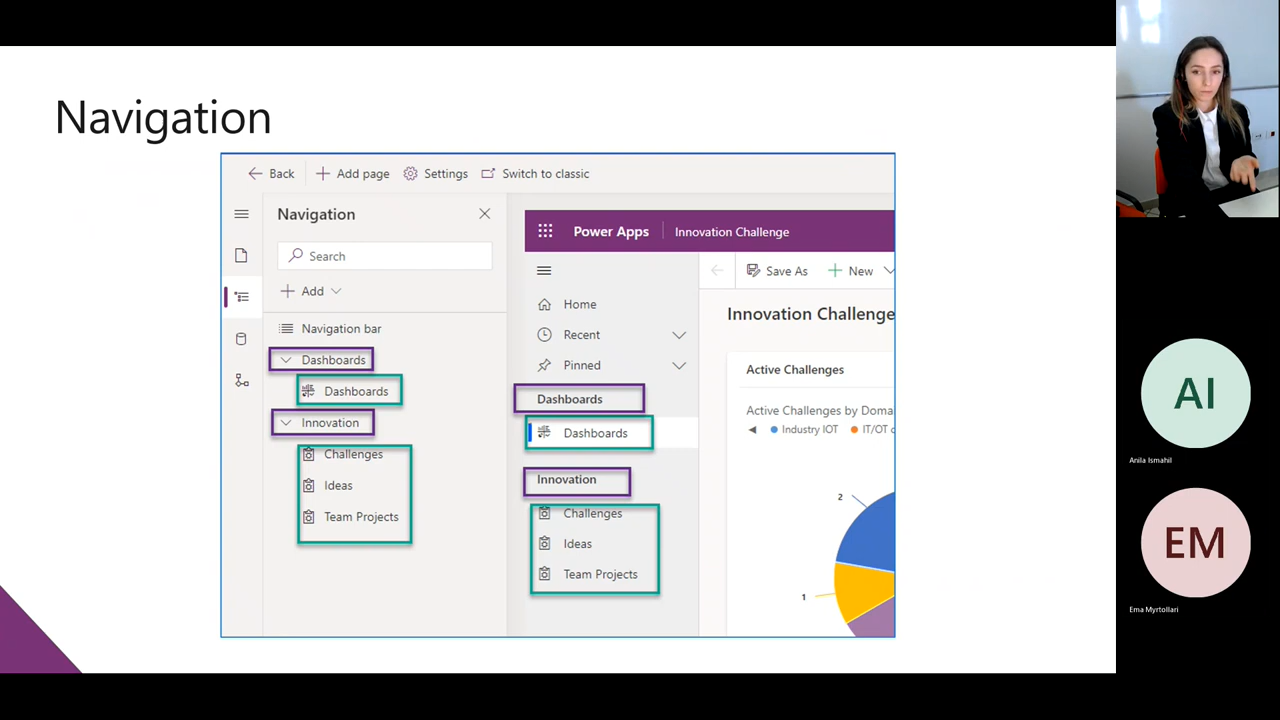 Navigation
Back
Add page
Settings
Switch to classic
Navigation
Search
Add
Navigation bar
Dashboards
Dashboards
Innovation
Challenges
Ideas
Team Projects
Power Apps
Innovation Challenge
Save As
New
Home
Recent
Pinned
Dashboards
Dashboards
Innovation
Challenges
Ideas
Team Projects
Innovation Challenge
Active Challenges
Active Challenges by Doma
Industry IOT
IT/OT
2
1
AI
Anila Ismahil
EM
Ema Myrtollari